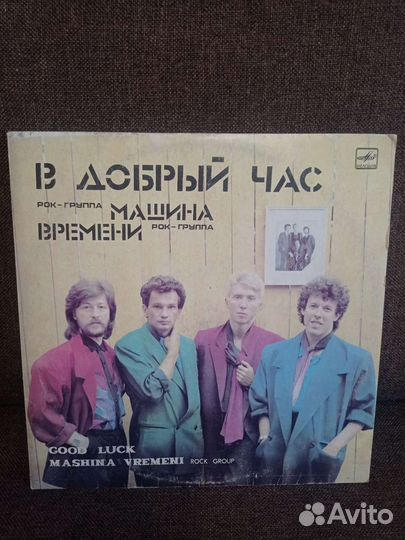 В ДОБРЫЙ ЧАС
РОК-ГРУППА МАШИНА
ВРЕМЕНИ РОК-ГРУППА
GOOD LUCK
MASHINA VREMENI ROCK GROUP
Avito